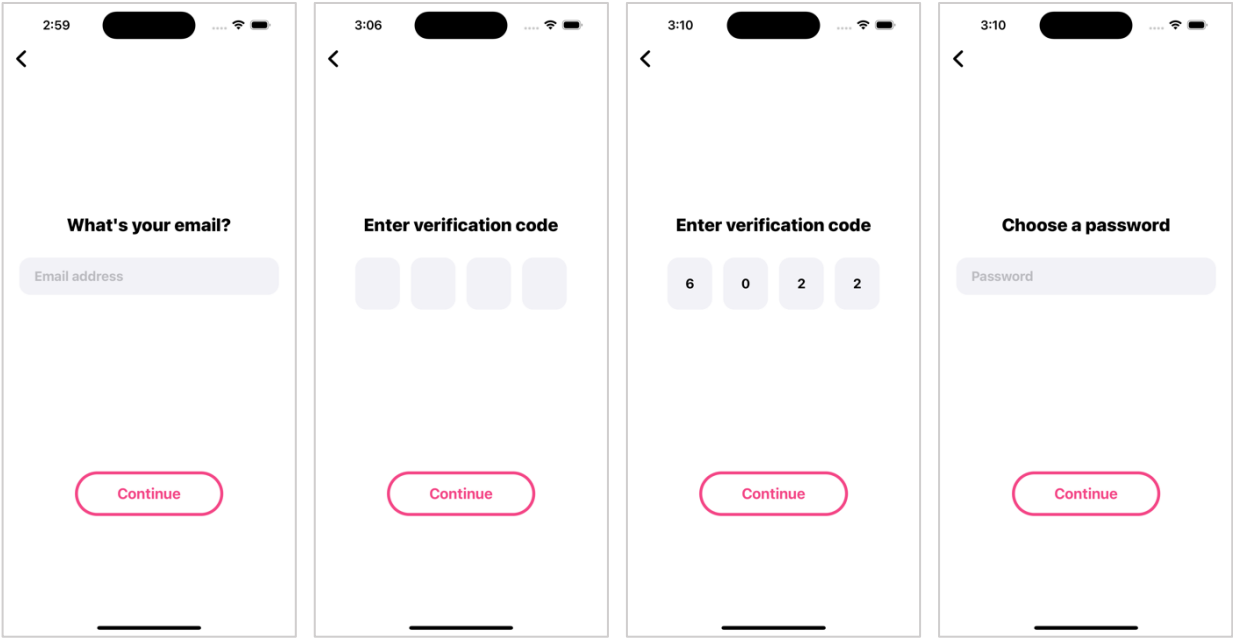 2:59
What's your email?
Email address
Continue
3:06
Enter verification code
Continue
3:10
Enter verification code
6 0 2 2
Continue
3:10
Choose a password
Password
Continue